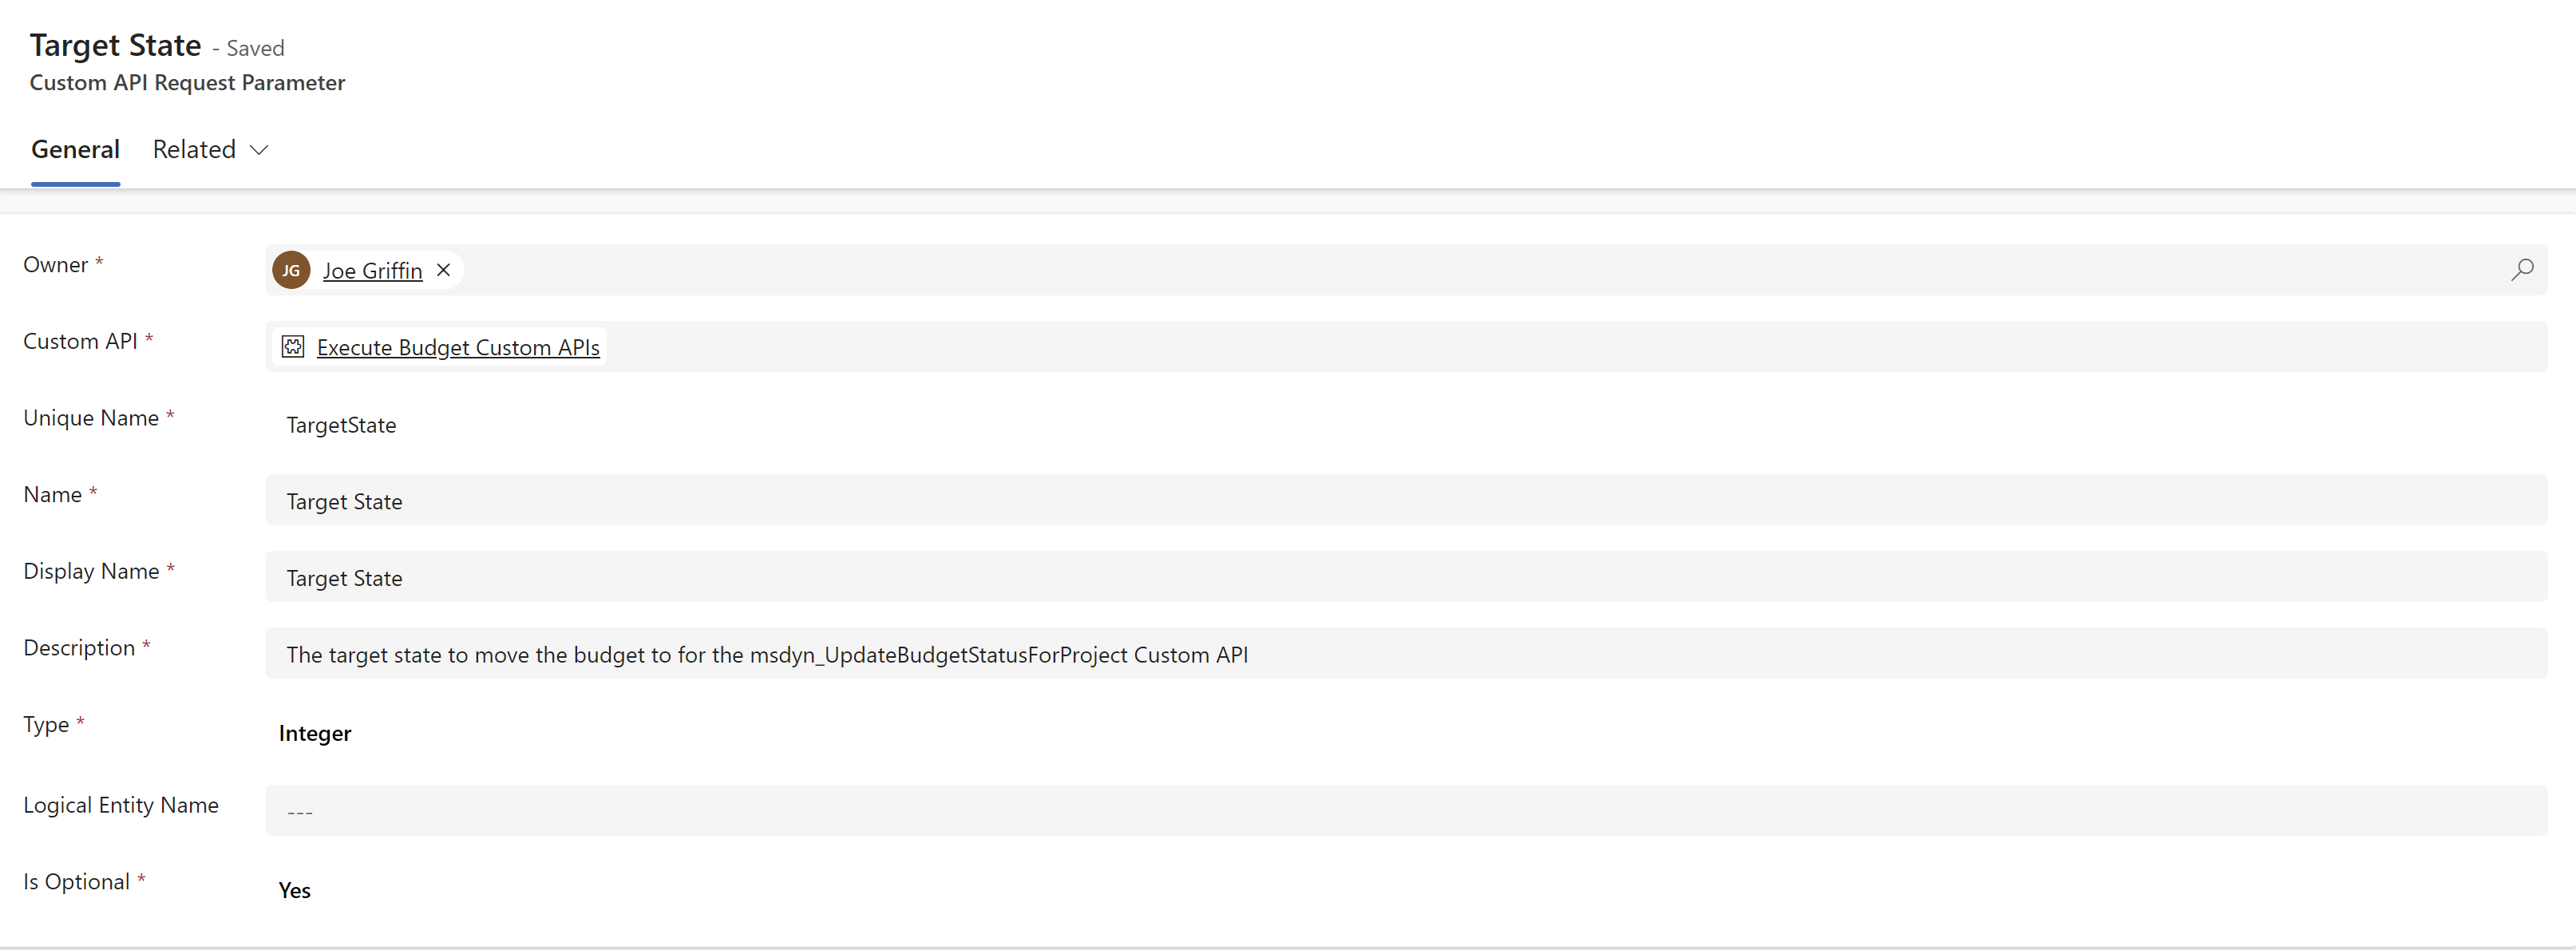 Target State - Saved
Custom API Request Parameter
General Related
Owner * JG Joe Griffin
Custom API * Execute Budget Custom APIs
Unique Name * TargetState
Name * Target State
Display Name * Target State
Description * The target state to move the budget to for the msdyn_UpdateBudgetStatusForProject Custom API
Type * Integer
Logical Entity Name ---
Is Optional * Yes